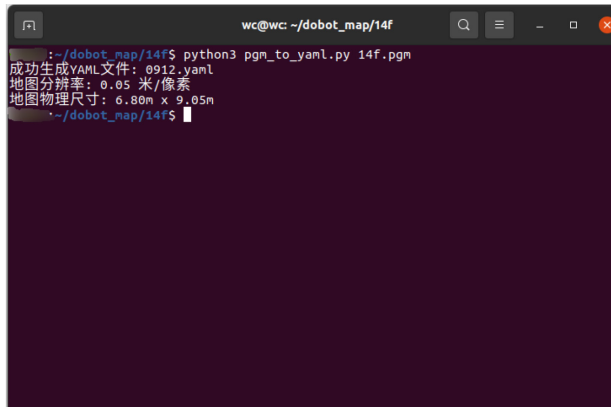 wc@wc: ~/dobot_map/14f
:~/dobot_map/14f$ python3 pgm_to_yaml.py 14f.pgm
成功生成YAML文件: 0912.yaml
地图分辨率: 0.05 米/像素
地图物理尺寸: 6.80m x 9.05m
:~/dobot_map/14f$